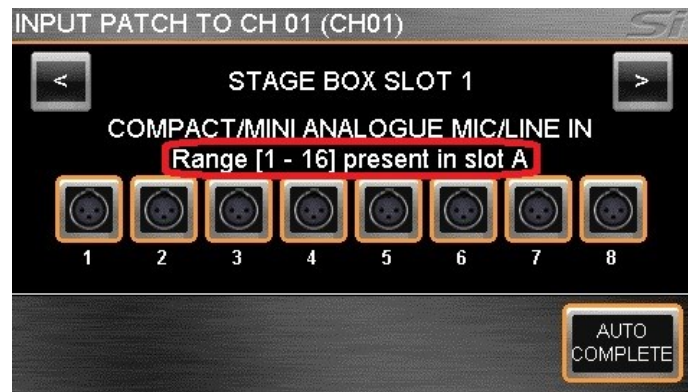 INPUT PATCH TO CH 01 (CH01)
Si
<
STAGE BOX SLOT 1
>
COMPACT/MINI ANALOGUE MIC/LINE IN
Range [1 - 16] present in slot A
1 2 3 4 5 6 7 8
AUTO
COMPLETE